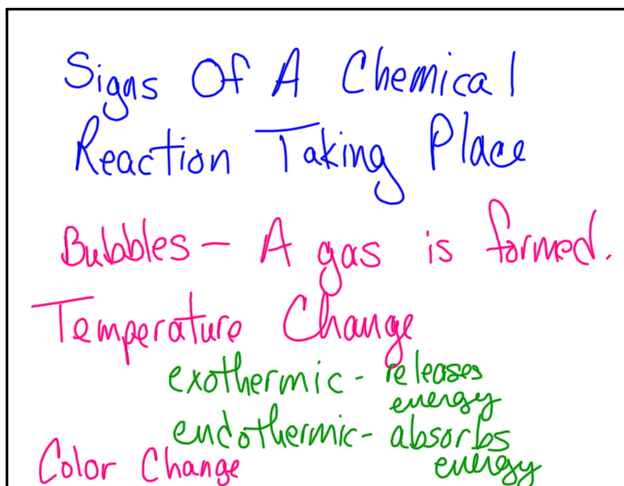 Signs Of A Chemical
Reaction Taking Place
Bubbles - A gas is formed.
Temperature Change
exothermic - releases
energy
endothermic - absorbs
energy
Color Change